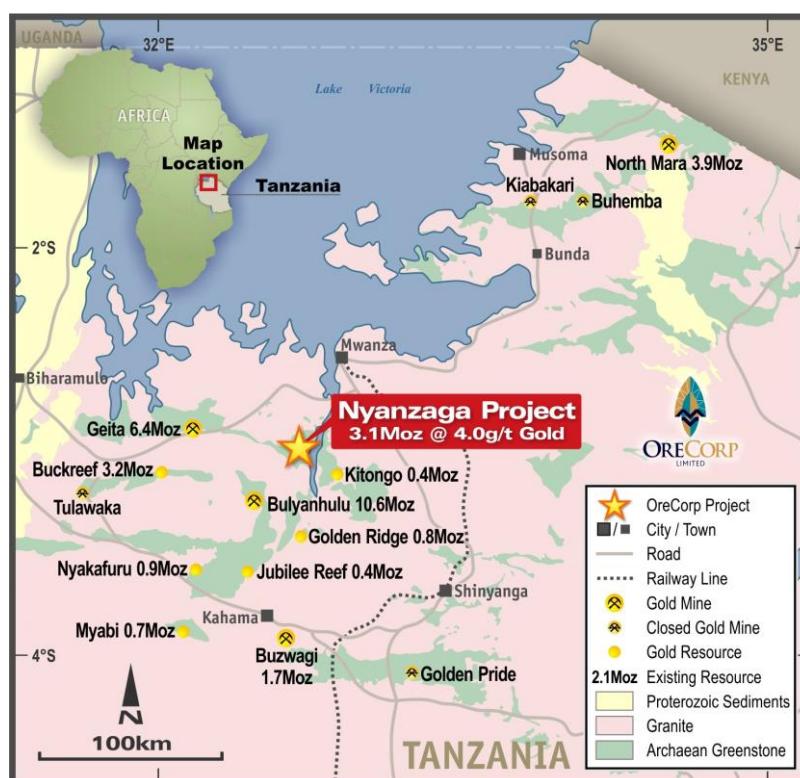 UGANDA
32°E
35°E
KENYA
Lake Victoria
AFRICA
Map
Location
Tanzania
Musoma
North Mara 3.9Moz
Kiabakari
Buhemba
2°S
Bunda
Mwanza
Biharamulo
Nyanzaga Project
3.1Moz @ 4.0g/t Gold
Geita 6.4Moz
ORECORP
LIMITED
Buckreef 3.2Moz
Kitongo 0.4Moz
Tulawaka
Bulyanhulu 10.6Moz
Golden Ridge 0.8Moz
Nyakafuru 0.9Moz
Jubilee Reef 0.4Moz
Shinyanga
Kahama
Myabi 0.7Moz
Buzwagi
1.7Moz
4°S
Golden Pride
N
100km
TANZANIA
OreCorp Project
/ City / Town
Road
Railway Line
Gold Mine
Closed Gold Mine
Gold Resource
2.1Moz Existing Resource
Proterozoic Sediments
Granite
Archaean Greenstone